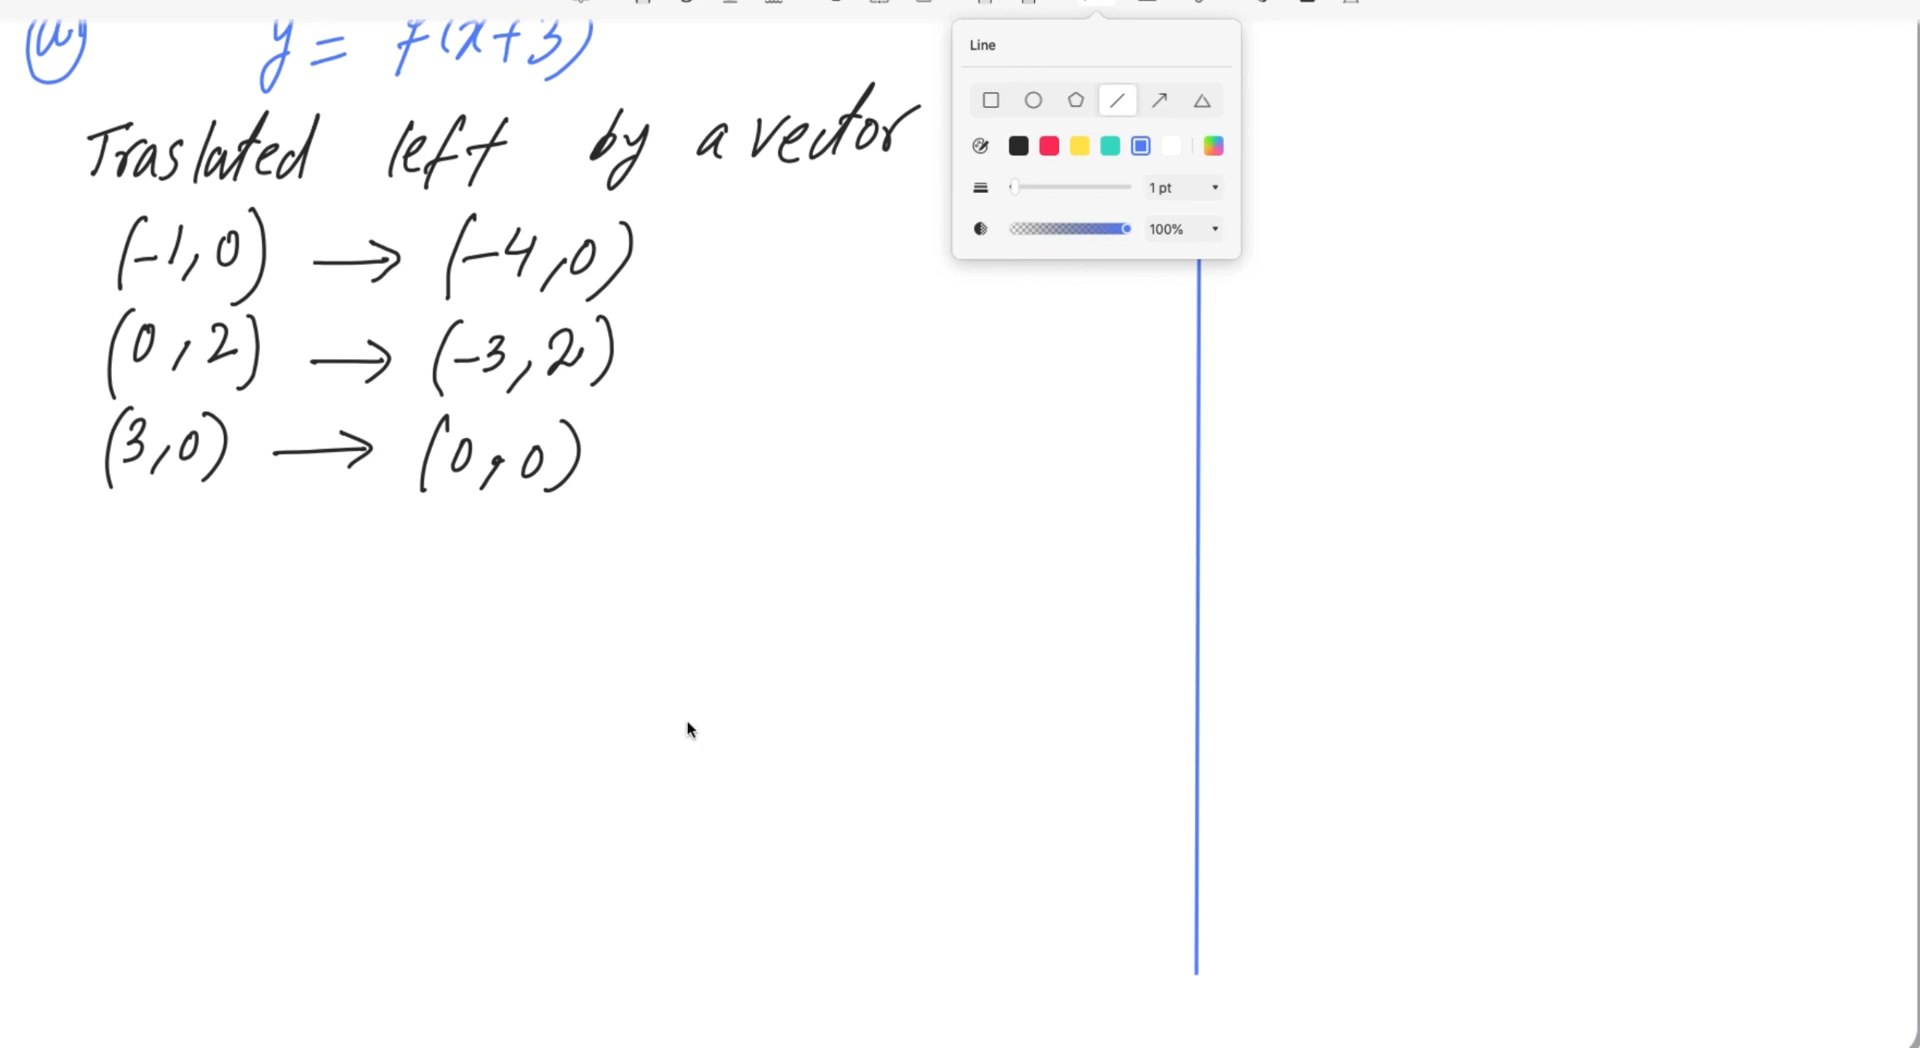 (a) y = f(x+3)
Traslated left by a vector
(-1,0) → (-4,0)
(0,2) → (-3,2)
(3,0) → (0,0)
Line
1 pt
100%